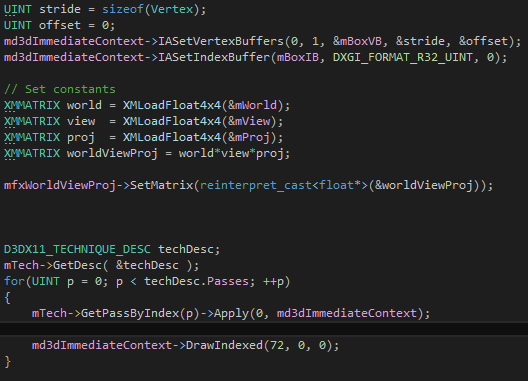 UINT stride = sizeof(Vertex);
UINT offset = 0;
md3dImmediateContext->IASetVertexBuffers(0, 1, &mBoxVB, &stride, &offset);
md3dImmediateContext->IASetIndexBuffer(mBoxIB, DXGI_FORMAT_R32_UINT, 0);
// Set constants
XMMATRIX world = XMLoadFloat4x4(&mWorld);
XMMATRIX view  = XMLoadFloat4x4(&mView);
XMMATRIX proj  = XMLoadFloat4x4(&mProj);
XMMATRIX worldViewProj = world*view*proj;
mfxWorldViewProj->SetMatrix(reinterpret_cast<float*>(&worldViewProj));
D3DX11_TECHNIQUE_DESC techDesc;
mTech->GetDesc( &techDesc );
for(UINT p = 0; p < techDesc.Passes; ++p)
{
    mTech->GetPassByIndex(p)->Apply(0, md3dImmediateContext);
    md3dImmediateContext->DrawIndexed(72, 0, 0);
}